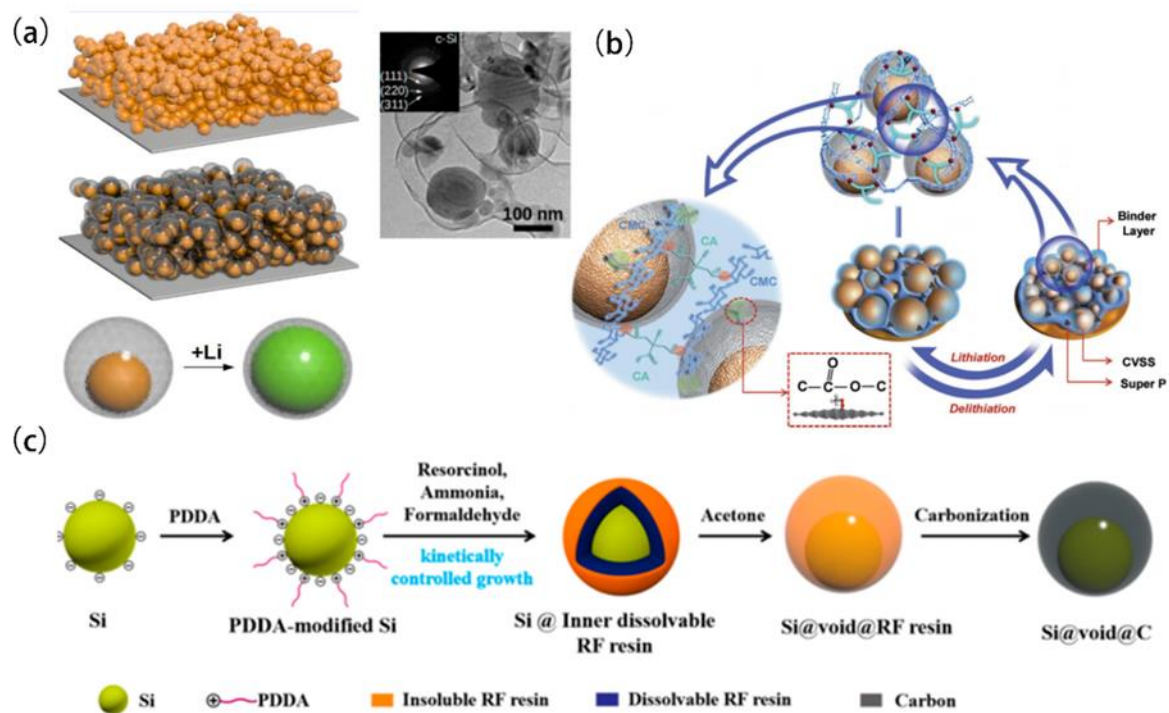 (a)
c-Si
(111)
(220)
(311)
100 nm
+Li
(b)
Binder
Layer
CMC
CA
CMC
CA
C—C—O—C
O
Lithiation
Delithiation
CVSS
Super P
(c)
PDDA
Resorcinol,
Ammonia,
Formaldehyde
kinetically
controlled growth
Acetone
Carbonization
Si
PDDA-modified Si
Si @ Inner dissolvable
RF resin
Si@void@RF resin
Si@void@C
Si
PDDA
Insoluble RF resin
Dissolvable RF resin
Carbon